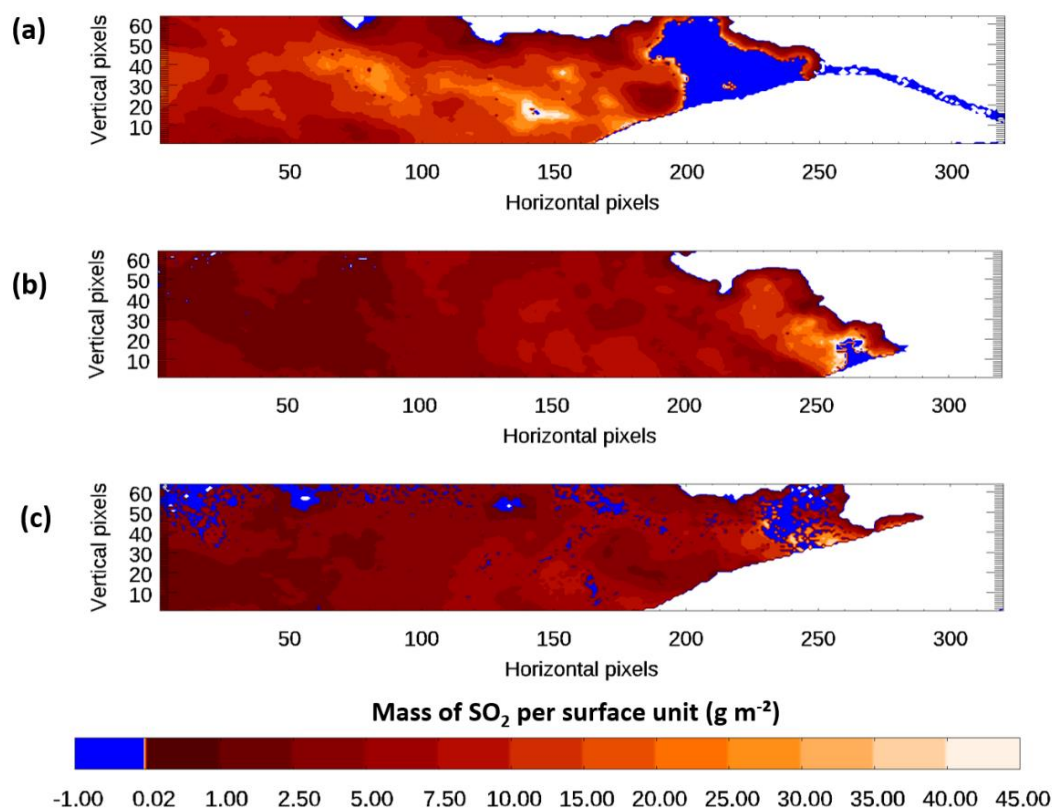 (a)
Vertical pixels
60
50
40
30
20
10
50 100 150 200 250 300
Horizontal pixels
(b)
Vertical pixels
60
50
40
30
20
10
50 100 150 200 250 300
Horizontal pixels
(c)
Vertical pixels
60
50
40
30
20
10
50 100 150 200 250 300
Horizontal pixels
Mass of SO₂ per surface unit (g m⁻²)
-1.00 0.02 1.00 2.50 5.00 7.50 10.00 15.00 20.00 25.00 30.00 35.00 40.00 45.00